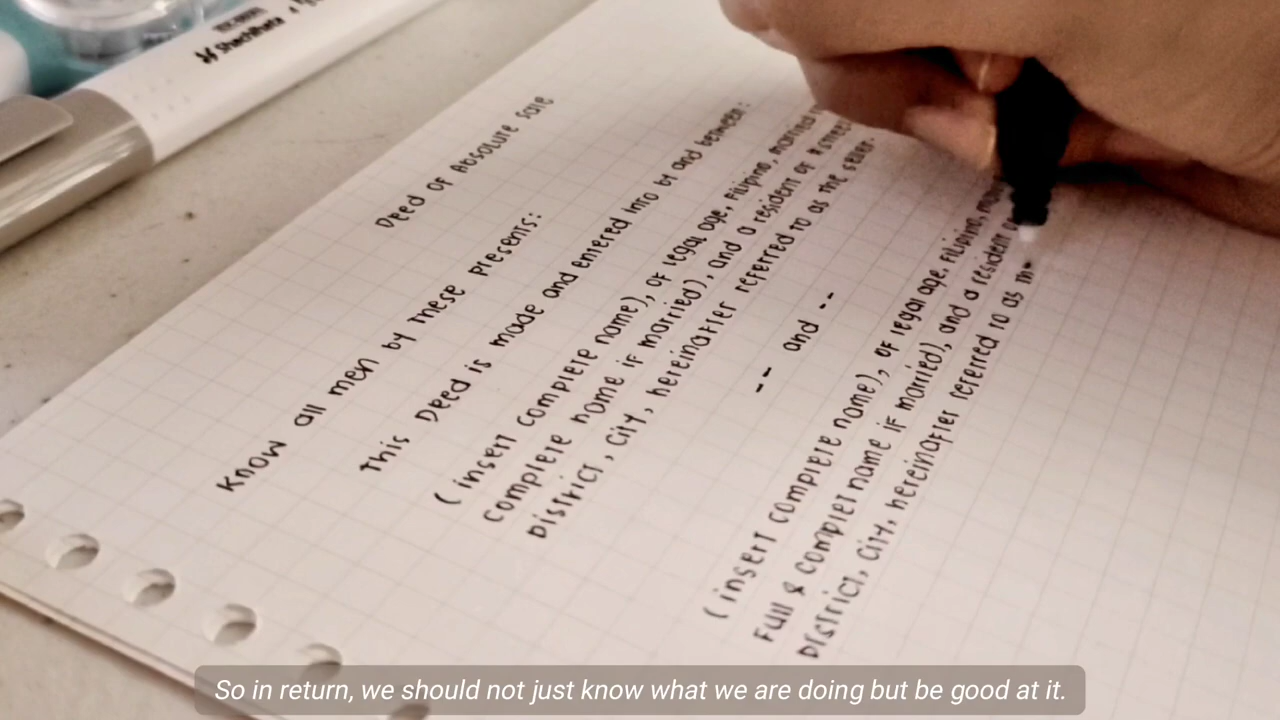 Shachihata
Deed of Absolute Sale
Know all men by these presents:
This Deed is made and entered into by and between:
(insert complete name), of legal age, Filipino, married
complete name if married), and a resident of
District, City, hereinafter referred to as the seller.
-- and --
(insert complete name), of legal age, Filipino,
Full & complet name if married), and a resident
District, City, hereinafter referred to as th
So in return, we should not just know what we are doing but be good at it.